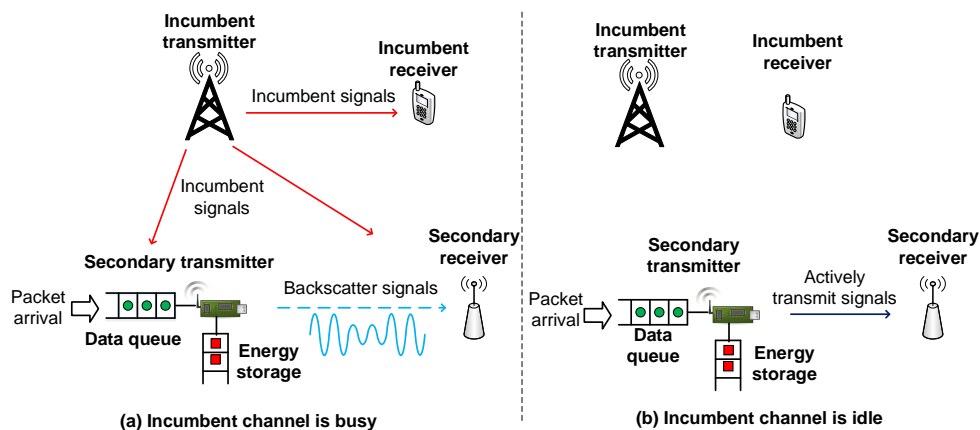 Incumbent
transmitter
Incumbent
receiver
Incumbent signals
Incumbent
signals
Secondary transmitter
Secondary
receiver
Packet
arrival
Backscatter signals
Data queue
Energy
storage
(a) Incumbent channel is busy
Incumbent
transmitter
Incumbent
receiver
Secondary
transmitter
Secondary
receiver
Packet
arrival
Actively
transmit signals
Data
queue
Energy
storage
(b) Incumbent channel is idle